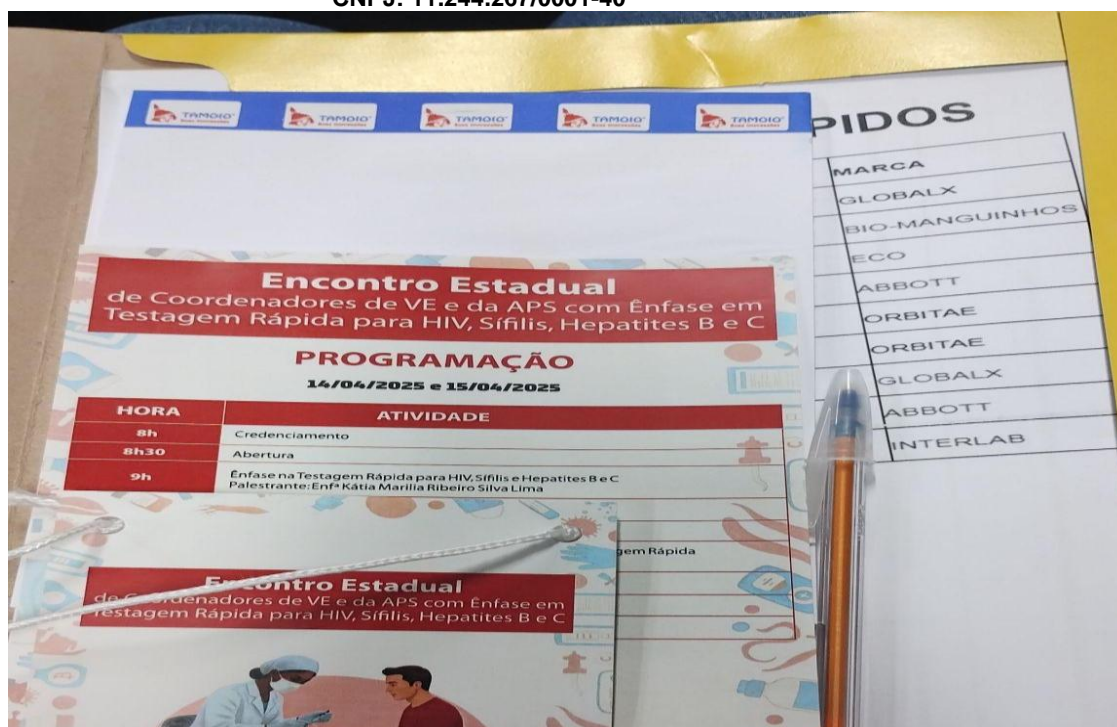 TAMOIO TAMOIO TAMOIO TAMOIO TAMOIO
Encontro Estadual
de Coordenadores de VE e da APS com Ênfase em
Testagem Rápida para HIV, Sífilis, Hepatites B e C
PROGRAMAÇÃO
14/04/2025 e 15/04/2025
HORA ATIVIDADE
8h Credenciamento
8h30 Abertura
9h Ênfase na Testagem Rápida para HIV, Sífilis e Hepatites B e C
Palestrante: Enfª Kátia Marilia Ribeiro Silva Lima
gem Rápida
Encontro Estadual
de Coordenadores de VE e da APS com Ênfase em
Testagem Rápida para HIV, Sífilis, Hepatites B e C
PIDOS
MARCA
GLOBALX
BIO-MANGUINHOS
ECO
ABBOTT
ORBITAE
ORBITAE
GLOBALX
ABBOTT
INTERLAB